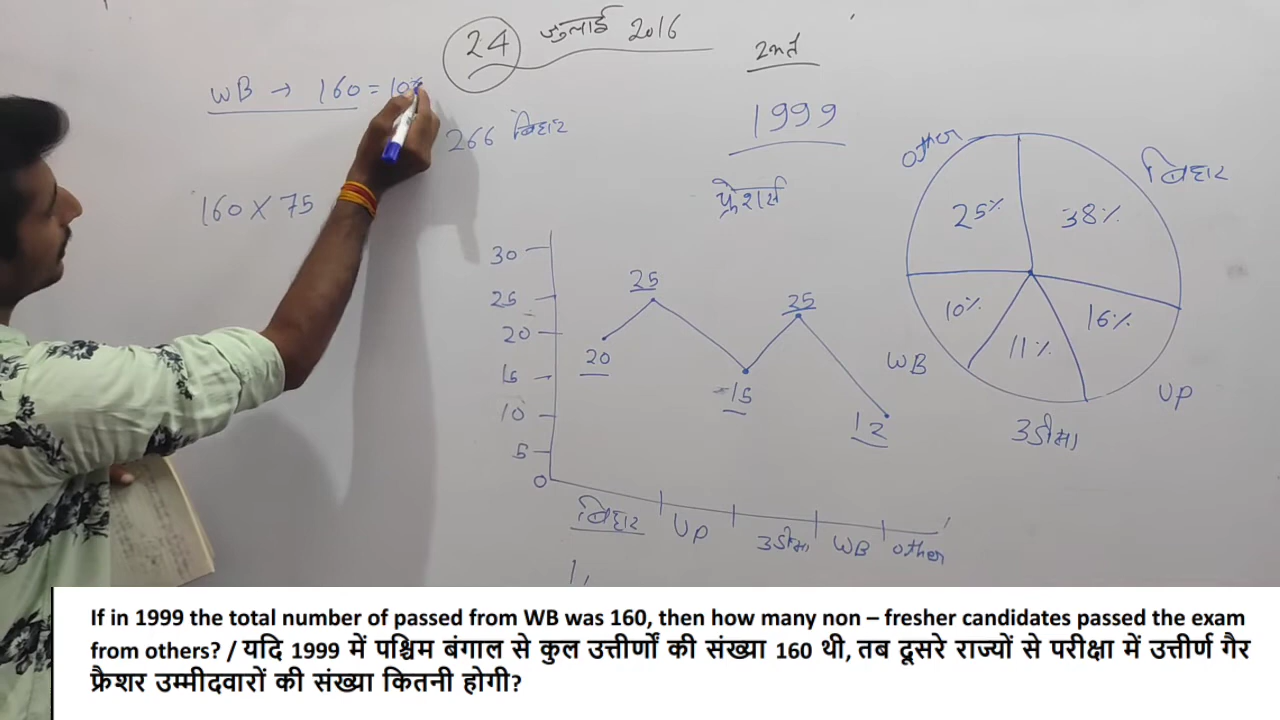 24 जुलाई 2016
WB → 160 = 10%
266 बिहार
160 X 75
1999
फ्रेशर्स
30
25
20
15
10
5
0
25
20
15
25
12
बिहार
UP
उडीसा
WB
other
other
25%
बिहार
38%
10%
WB
11%
उडीसा
16%
UP
If in 1999 the total number of passed from WB was 160, then how many non – fresher candidates passed the exam
from others? / यदि 1999 में पश्चिम बंगाल से कुल उत्तीर्णों की संख्या 160 थी, तब दूसरे राज्यों से परीक्षा में उत्तीर्ण गैर
फ्रैशर उम्मीदवारों की संख्या कितनी होगी?